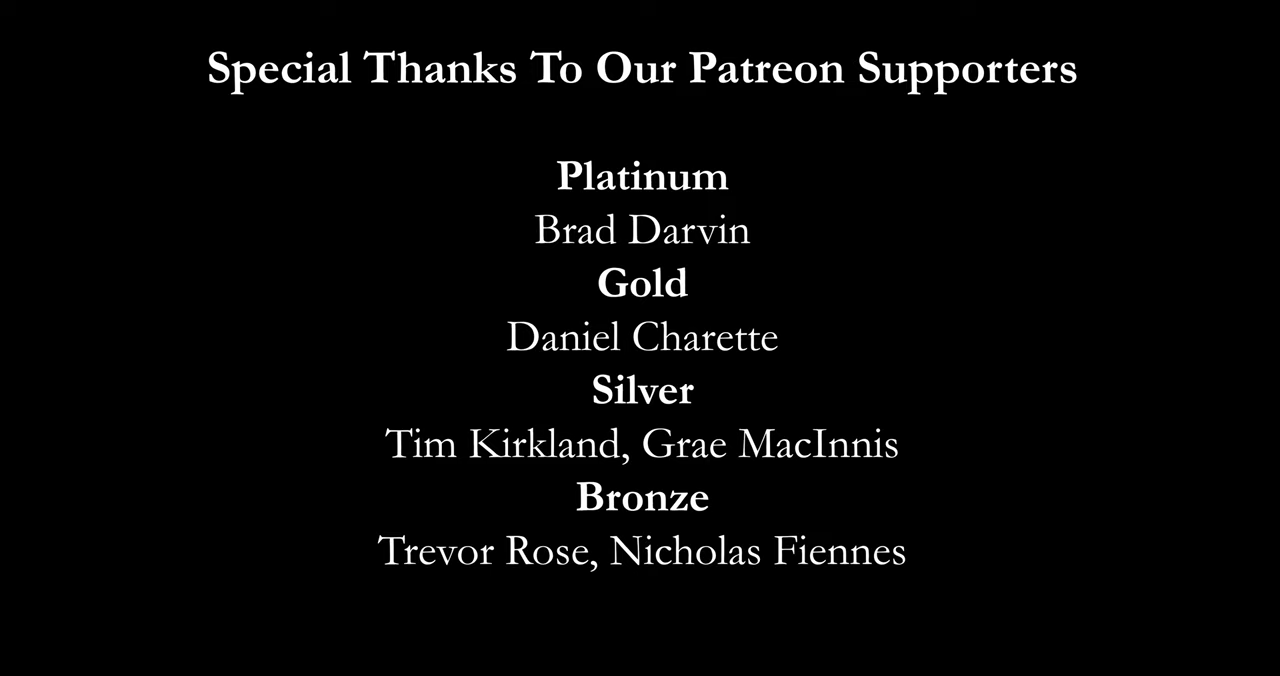 Special Thanks To Our Patreon Supporters
Platinum
Brad Darvin
Gold
Daniel Charette
Silver
Tim Kirkland, Grae MacInnis
Bronze
Trevor Rose, Nicholas Fiennes